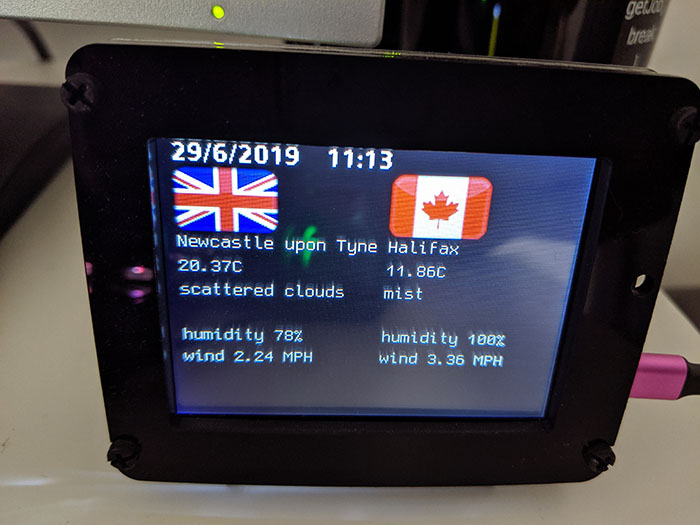 getJob
break
29/6/2019 11:13
Newcastle upon Tyne Halifax
20.37C 11.86C
scattered clouds mist
humidity 78% humidity 100%
wind 2.24 MPH wind 3.36 MPH